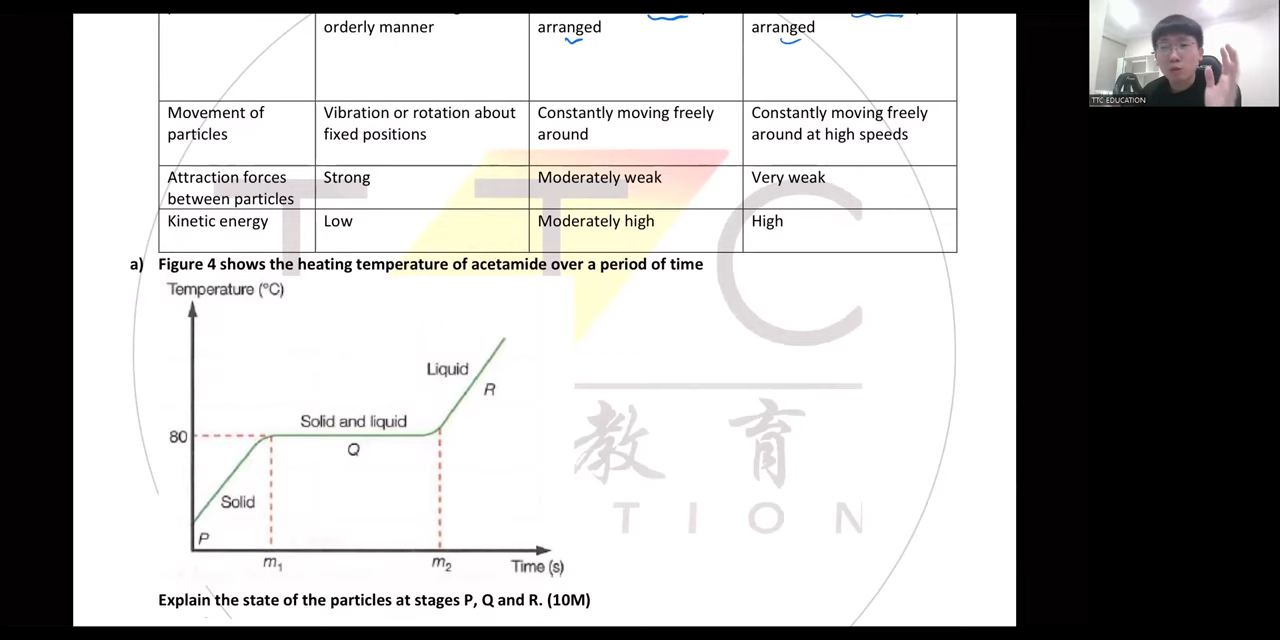 orderly manner
arranged
arranged
Movement of particles
Vibration or rotation about fixed positions
Constantly moving freely around
Constantly moving freely around at high speeds
Attraction forces between particles
Strong
Moderately weak
Very weak
Kinetic energy
Low
Moderately high
High
a) Figure 4 shows the heating temperature of acetamide over a period of time
Temperature (°C)
Liquid
R
Solid and liquid
80
Q
Solid
P
m₁
m₂
Time (s)
Explain the state of the particles at stages P, Q and R. (10M)
TTC
教育
TION
TTC EDUCATION